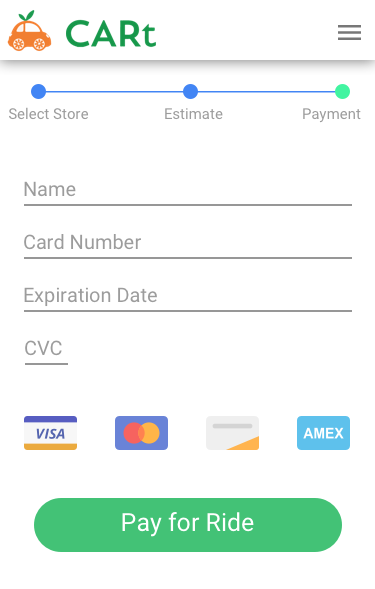 CARt
Select Store Estimate Payment
Name
Card Number
Expiration Date
CVC
VISA AMEX
Pay for Ride